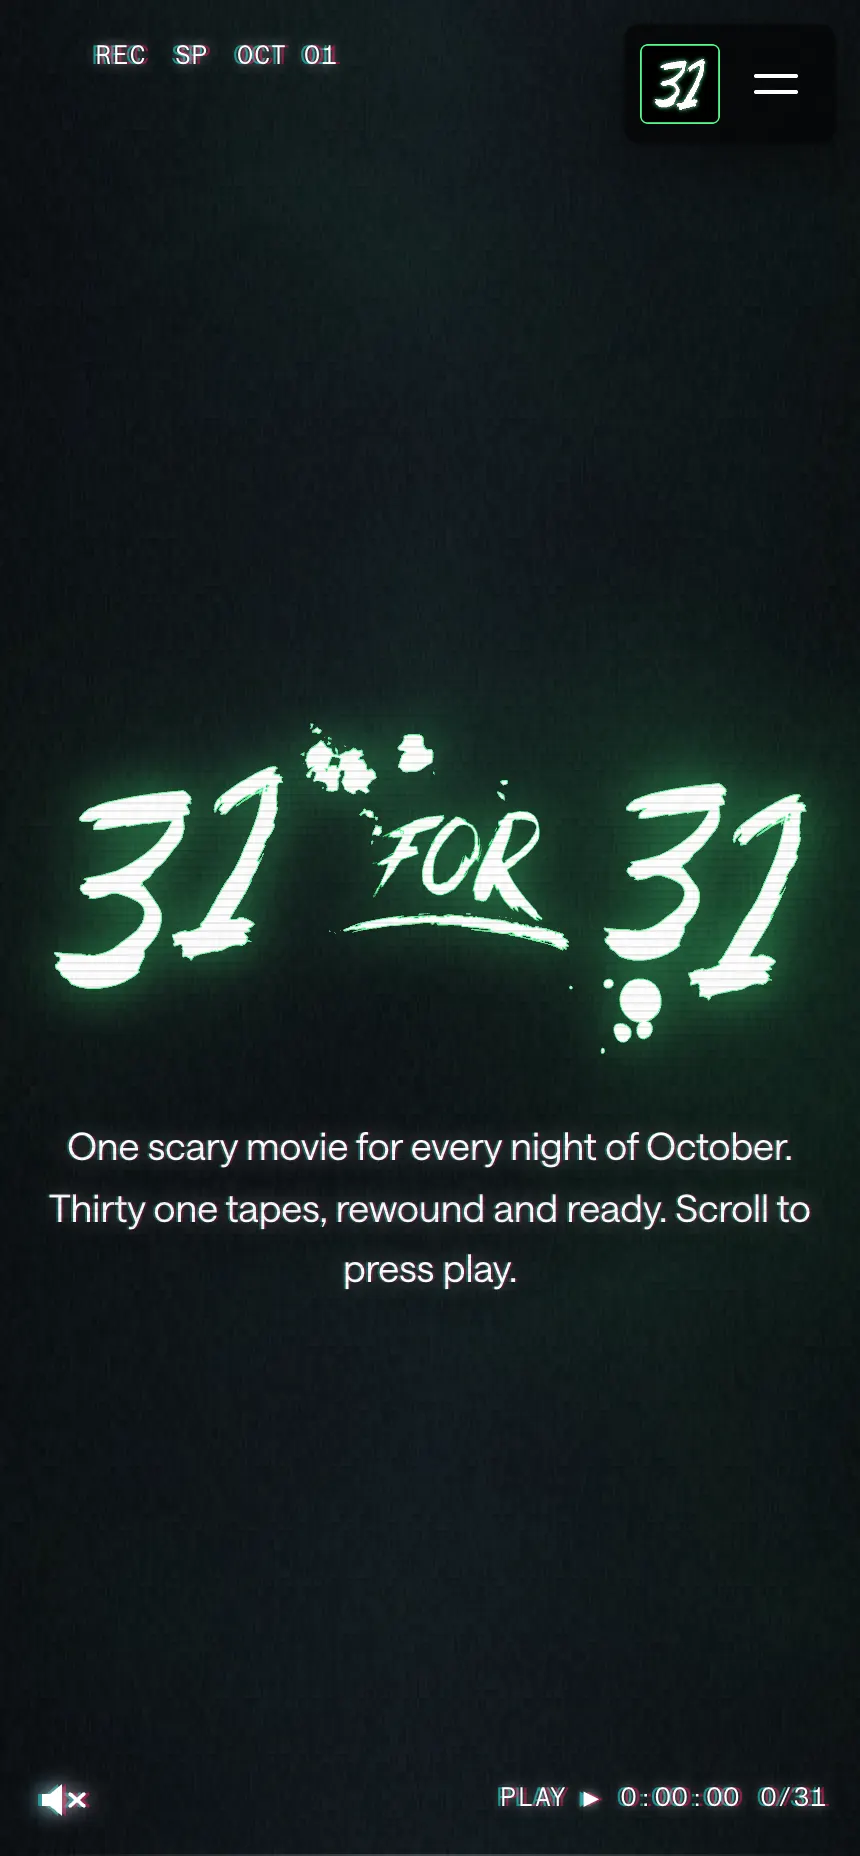 REC SP OCT 01
31
31 FOR 31
One scary movie for every night of October.
Thirty one tapes, rewound and ready. Scroll to
press play.
PLAY ► 0:00:00 0/31